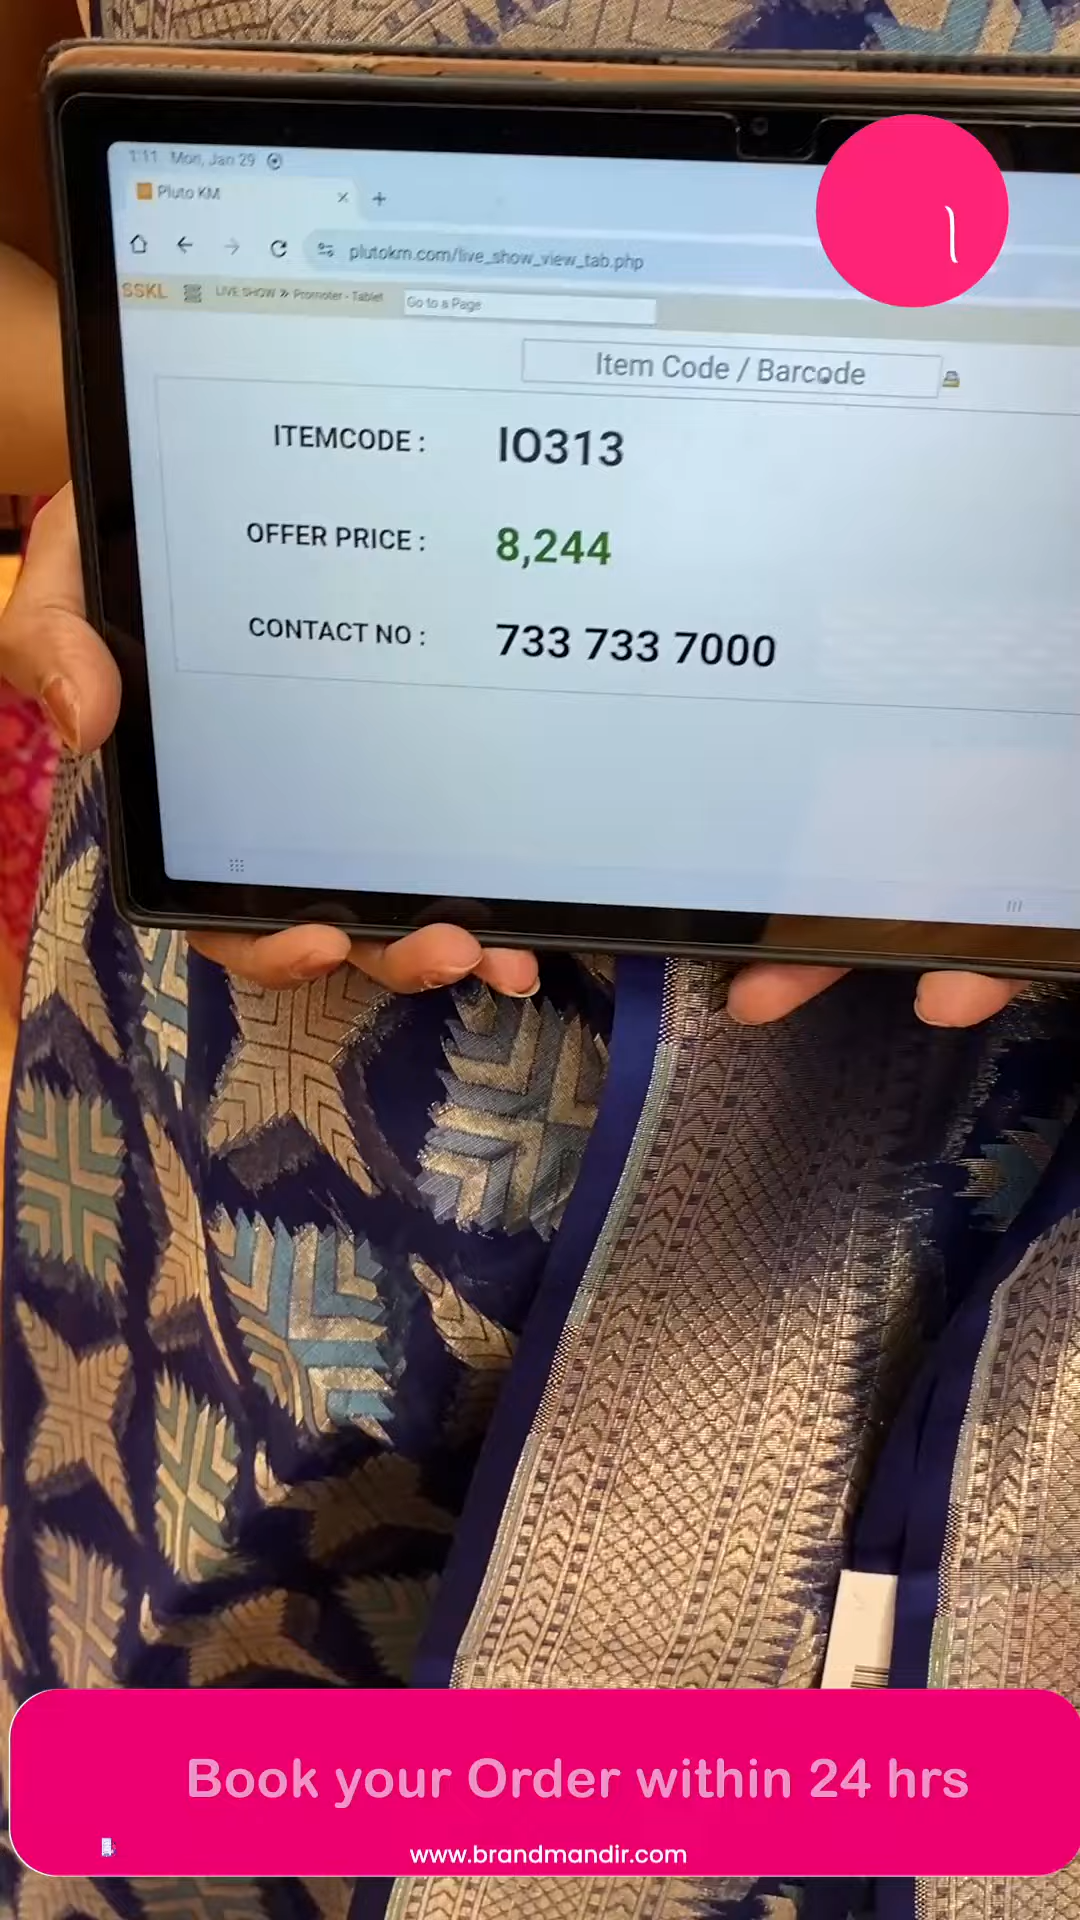 1:11 Mon, Jan 29
Pluto KM
plutokm.com/live_show_view_tab.php
SSKL LIVE SHOW » Promoter - Tablet Go to a Page
Item Code / Barcode
ITEMCODE : IO313
OFFER PRICE : 8,244
CONTACT NO : 733 733 7000
Book your Order within 24 hrs
www.brandmandir.com